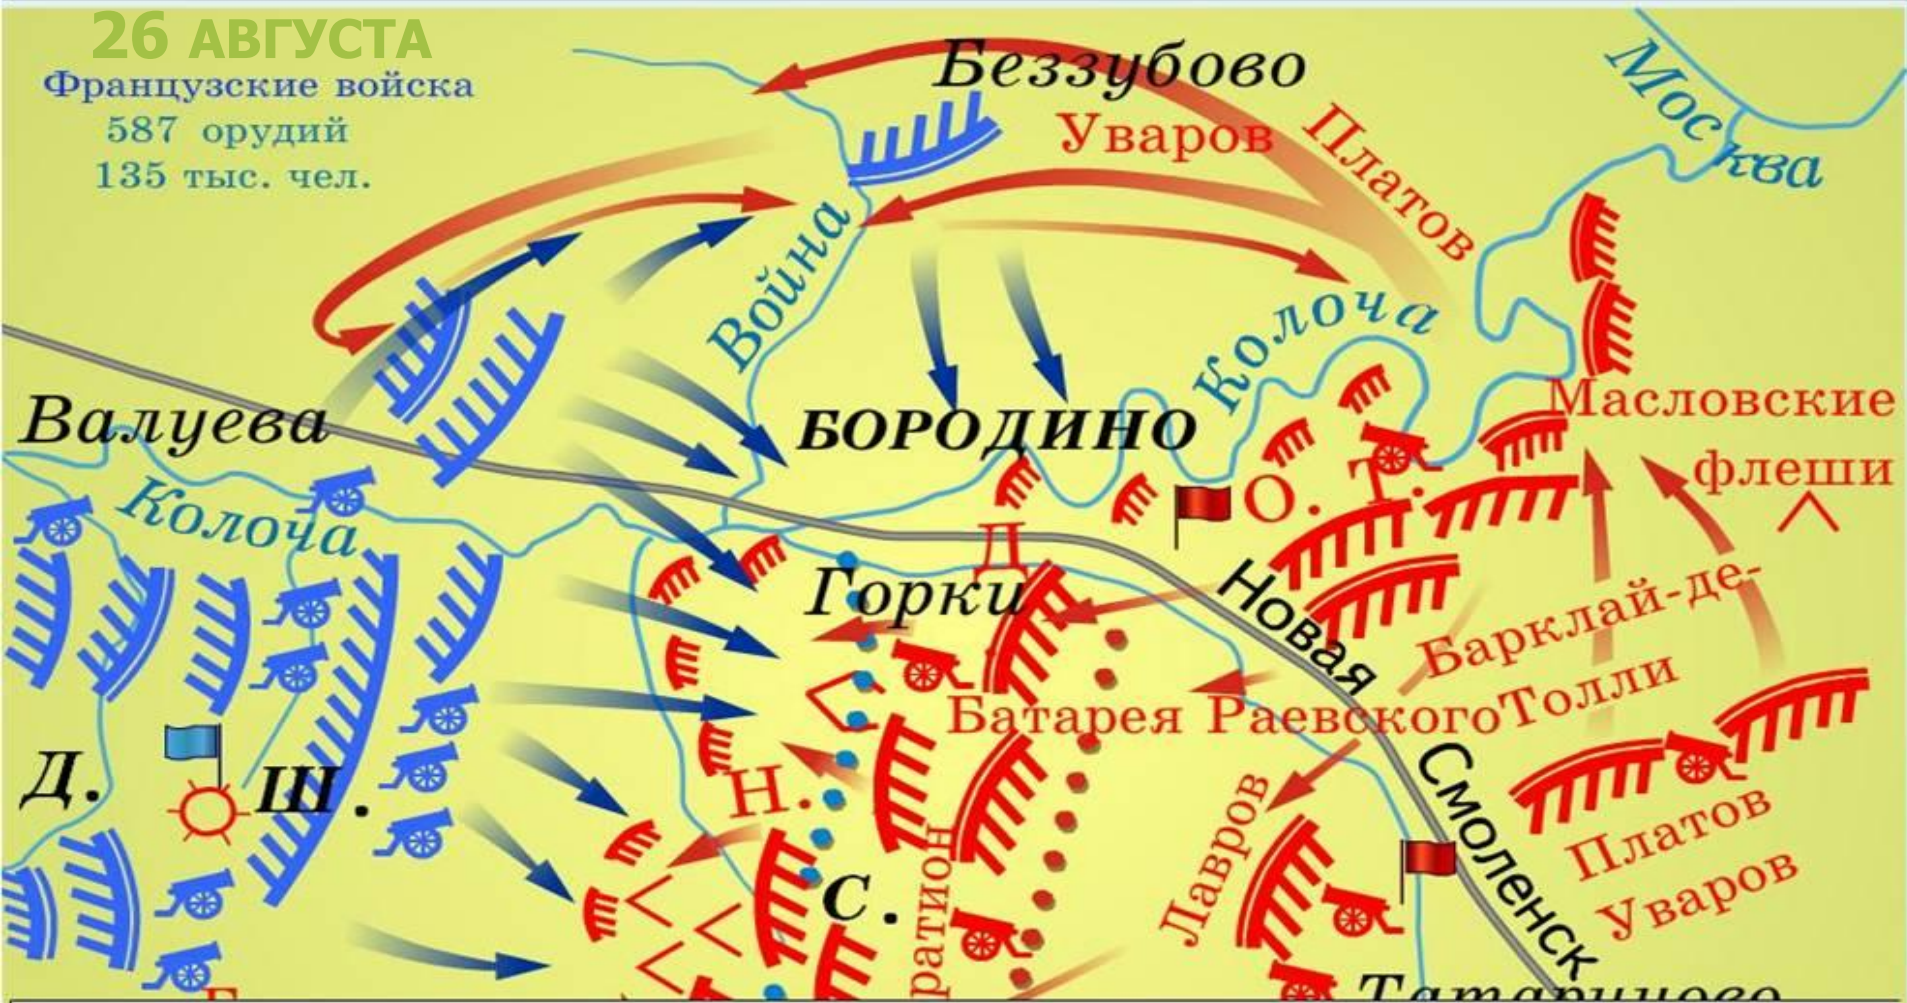 26 АВГУСТА
Французские войска
587 орудий
135 тыс. чел.
Беззубово
Уваров
Платов
Москва
Война
Колоча
Валуева
БОРОДИНО
Масловские
флеши
О. Т.
Колоча
Д
Горки
Новая
Барклай-де-
Толли
Батарея Раевского
Д.
Ш.
Н.
Лавров
Смоленск
Платов
Уваров
С.
ратион
Татариново